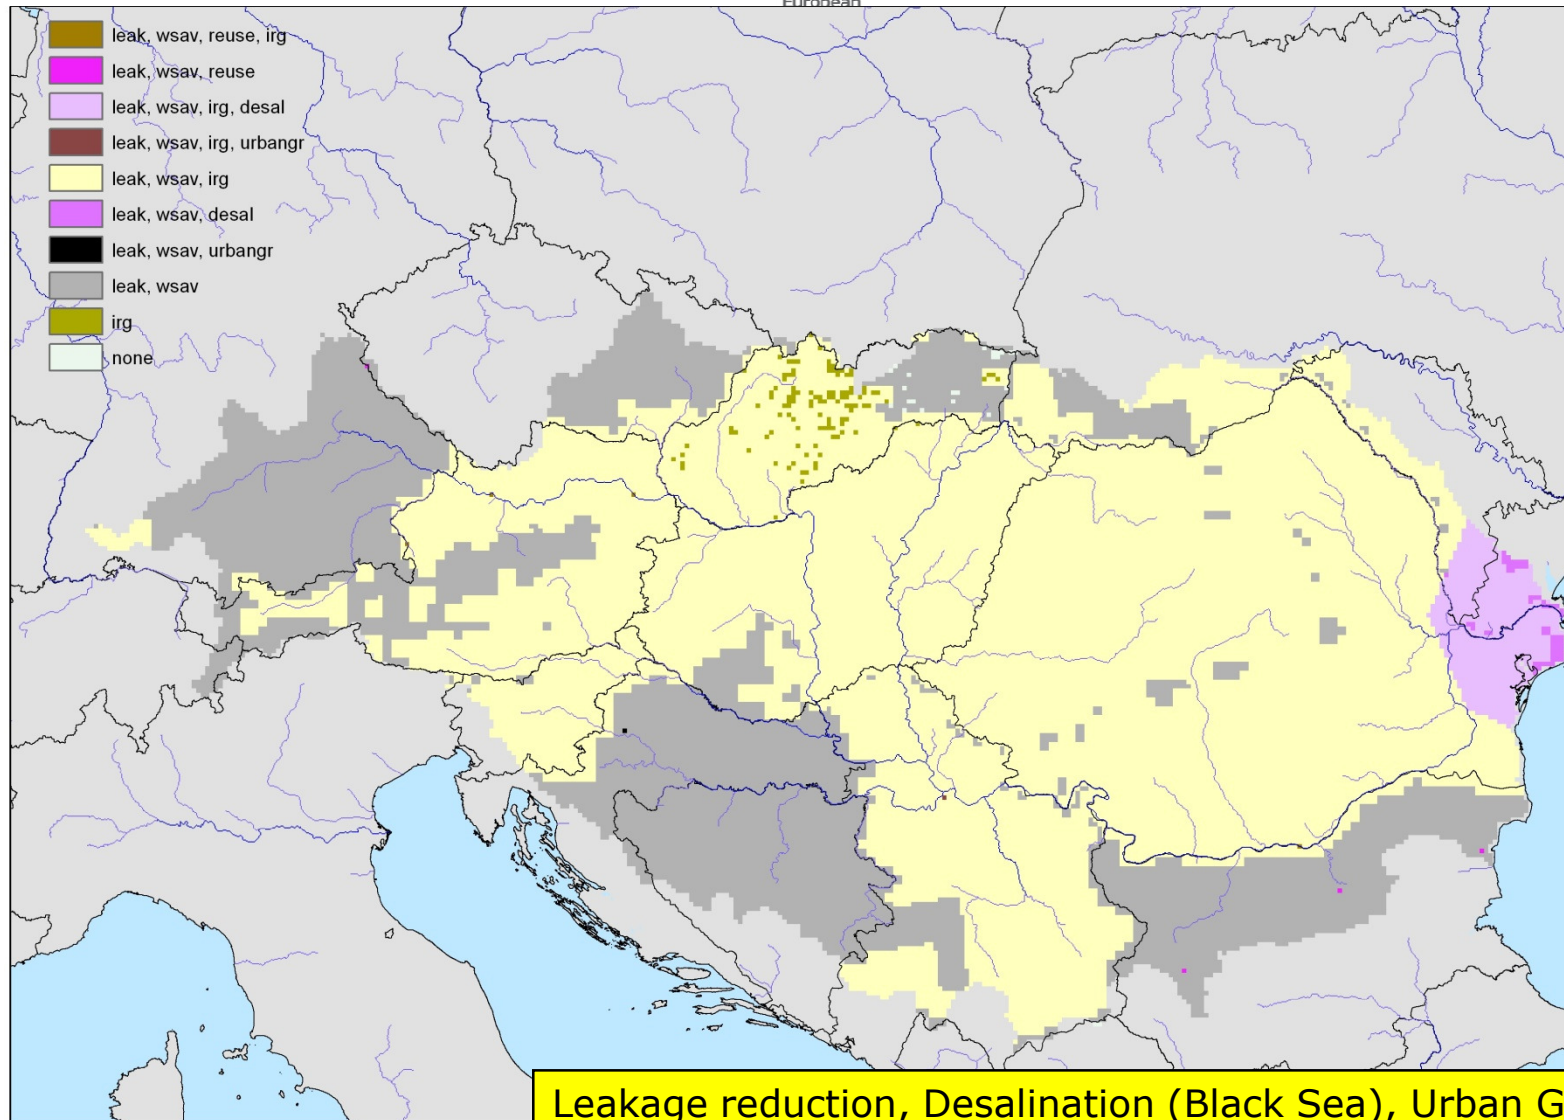 European
leak, wsav, reuse, irg
leak, wsav, reuse
leak, wsav, irg, desal
leak, wsav, irg, urbangr
leak, wsav, irg
leak, wsav, desal
leak, wsav, urbangr
leak, wsav
irg
none
Leakage reduction, Desalination (Black Sea), Urban G